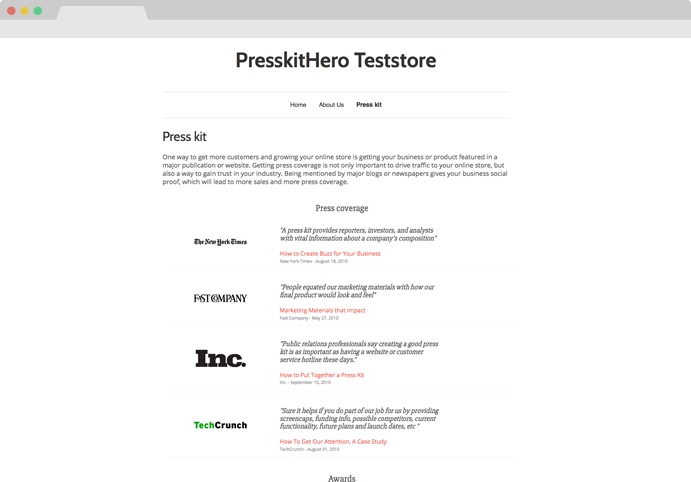 PresskitHero Teststore
Home About Us Press kit
Press kit
One way to get more customers and growing your online store is getting your business or product featured in a
major publication or website. Getting press coverage is not only important to drive traffic to your online store, but
also a way to gain trust in your industry. Being mentioned by major blogs or newspapers gives your business social
proof, which will lead to more sales and more press coverage.
Press coverage
The New York Times
"A press kit provides reporters, investors, and analysts
with vital information about a company's composition"
How to Create Buzz for Your Business
New York Times - August 18, 2010
FAST COMPANY
"People equated our marketing materials with how our
final product would look and feel"
Marketing Materials that impact
Fast Company - May 27, 2010
Inc.
"Public relations professionals say creating a good press
kit is as important as having a website or customer
service hotline these days."
How to Put Together a Press Kit
Inc. - September 10, 2010
TechCrunch
"Sure it helps if you do part of our job for us by providing
screencaps, funding info, possible competitors, current
functionality, future plans and launch dates, etc "
How To Get Our Attention, A Case Study
TechCrunch - August 01, 2010
Awards